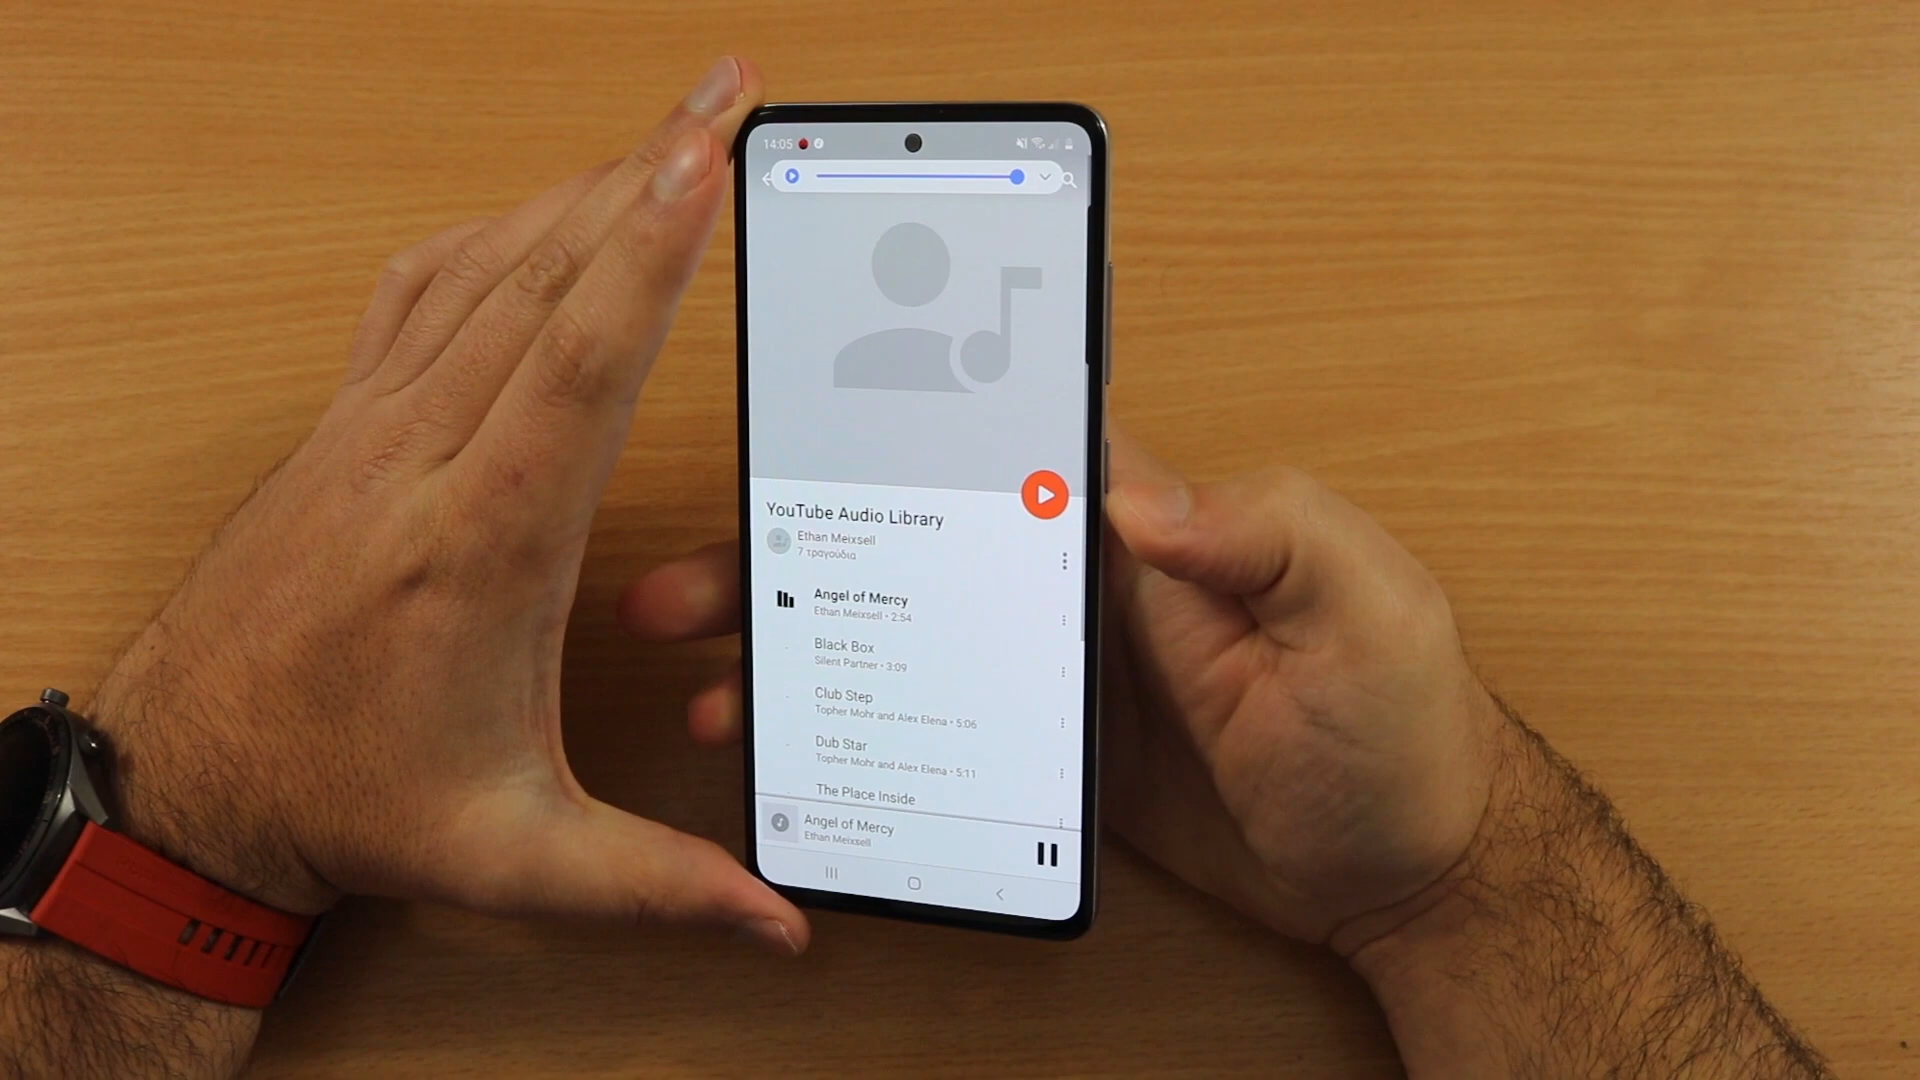 14:05
YouTube Audio Library
Ethan Meixsell
7 τραγούδια
Angel of Mercy
Ethan Meixsell • 2:54
Black Box
Silent Partner • 3:09
Club Step
Topher Mohr and Alex Elena • 5:06
Dub Star
Topher Mohr and Alex Elena • 5:11
The Place Inside
Angel of Mercy
Ethan Meixsell